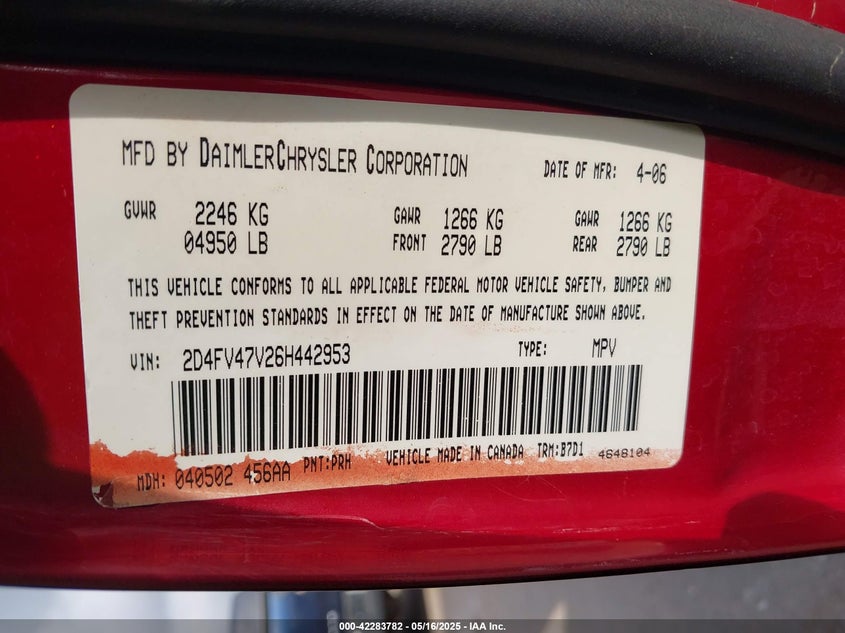 MFD BY DAIMLERCHRYSLER CORPORATION DATE OF MFR: 4-06
GVWR 2246 KG GAWR 1266 KG GAWR 1266 KG
04950 LB FRONT 2790 LB REAR 2790 LB
THIS VEHICLE CONFORMS TO ALL APPLICABLE FEDERAL MOTOR VEHICLE SAFETY, BUMPER AND
THEFT PREVENTION STANDARDS IN EFFECT ON THE DATE OF MANUFACTURE SHOWN ABOVE.
VIN: 2D4FV47V26H442953 TYPE: MPV
MDH: 040502 456AA PNT:PRH VEHICLE MADE IN CANADA TRM:B7D1 4648104
000-42283782 - 05/16/2025 - IAA Inc.